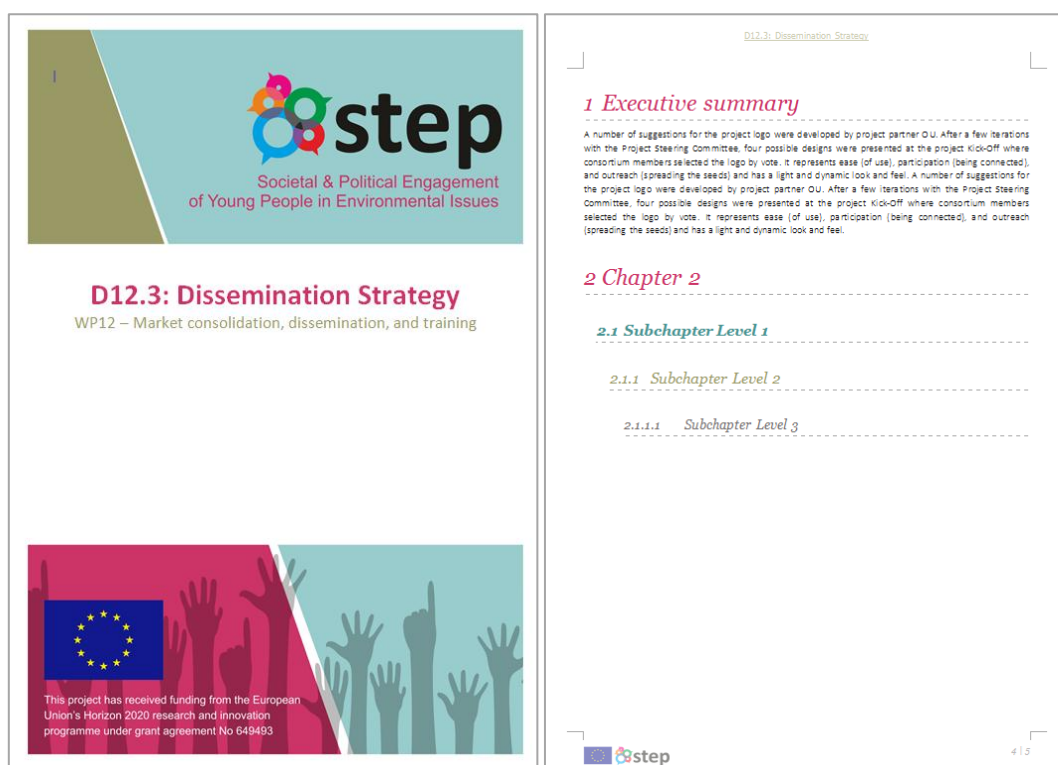 step
Societal & Political Engagement
of Young People in Environmental Issues
D12.3: Dissemination Strategy
WP12 – Market consolidation, dissemination, and training
This project has received funding from the European
Union's Horizon 2020 research and innovation
programme under grant agreement No 649493
D12.3: Dissemination Strategy
1 Executive summary
A number of suggestions for the project logo were developed by project partner OU. After a few iterations
with the Project Steering Committee, four possible designs were presented at the project Kick-Off where
consortium members selected the logo by vote. It represents ease (of use), participation (being connected),
and outreach (spreading the seeds) and has a light and dynamic look and feel. A number of suggestions for
the project logo were developed by project partner OU. After a few iterations with the Project Steering
Committee, four possible designs were presented at the project Kick-Off where consortium members
selected the logo by vote. It represents ease (of use), participation (being connected), and outreach
(spreading the seeds) and has a light and dynamic look and feel.
2 Chapter 2
2.1 Subchapter Level 1
2.1.1 Subchapter Level 2
2.1.1.1 Subchapter Level 3
step
4 | 5